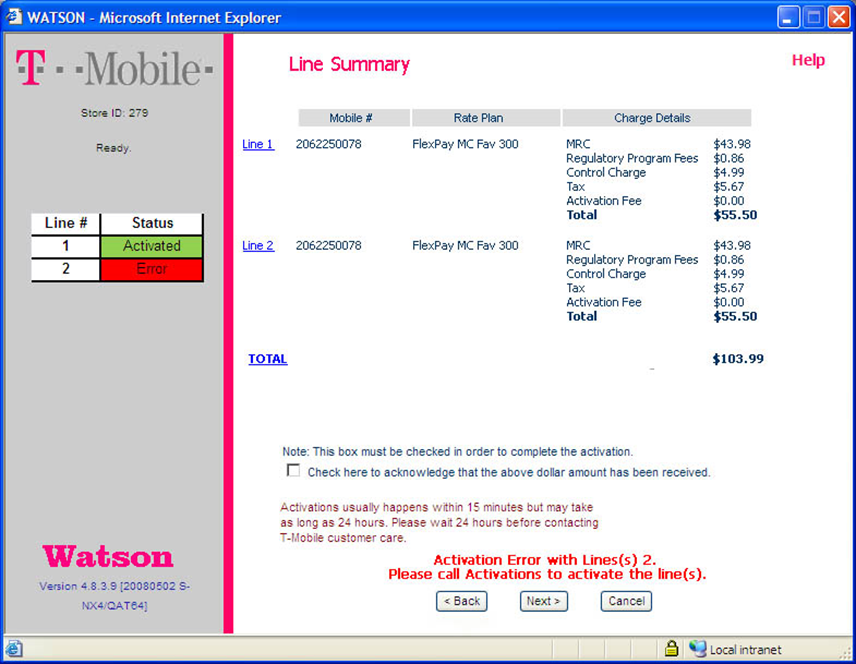 WATSON - Microsoft Internet Explorer
T - - Mobile -
Store ID: 279
Ready.
Line # Status
1 Activated
2 Error
Watson
Version 4.8.3.9 [20080502 S-
NX4/QAT64]
Line Summary
Help
Mobile # Rate Plan Charge Details
Line 1 2062250078 FlexPay MC Fav 300 MRC $43.98
Regulatory Program Fees $0.86
Control Charge $4.99
Tax $5.67
Activation Fee $0.00
Total $55.50
Line 2 2062250078 FlexPay MC Fav 300 MRC $43.98
Regulatory Program Fees $0.86
Control Charge $4.99
Tax $5.67
Activation Fee $0.00
Total $55.50
TOTAL $103.99
Note: This box must be checked in order to complete the activation.
Check here to acknowledge that the above dollar amount has been received.
Activations usually happens within 15 minutes but may take
as long as 24 hours. Please wait 24 hours before contacting
T-Mobile customer care.
Activation Error with Lines(s) 2.
Please call Activations to activate the line(s).
< Back Next > Cancel
Local intranet